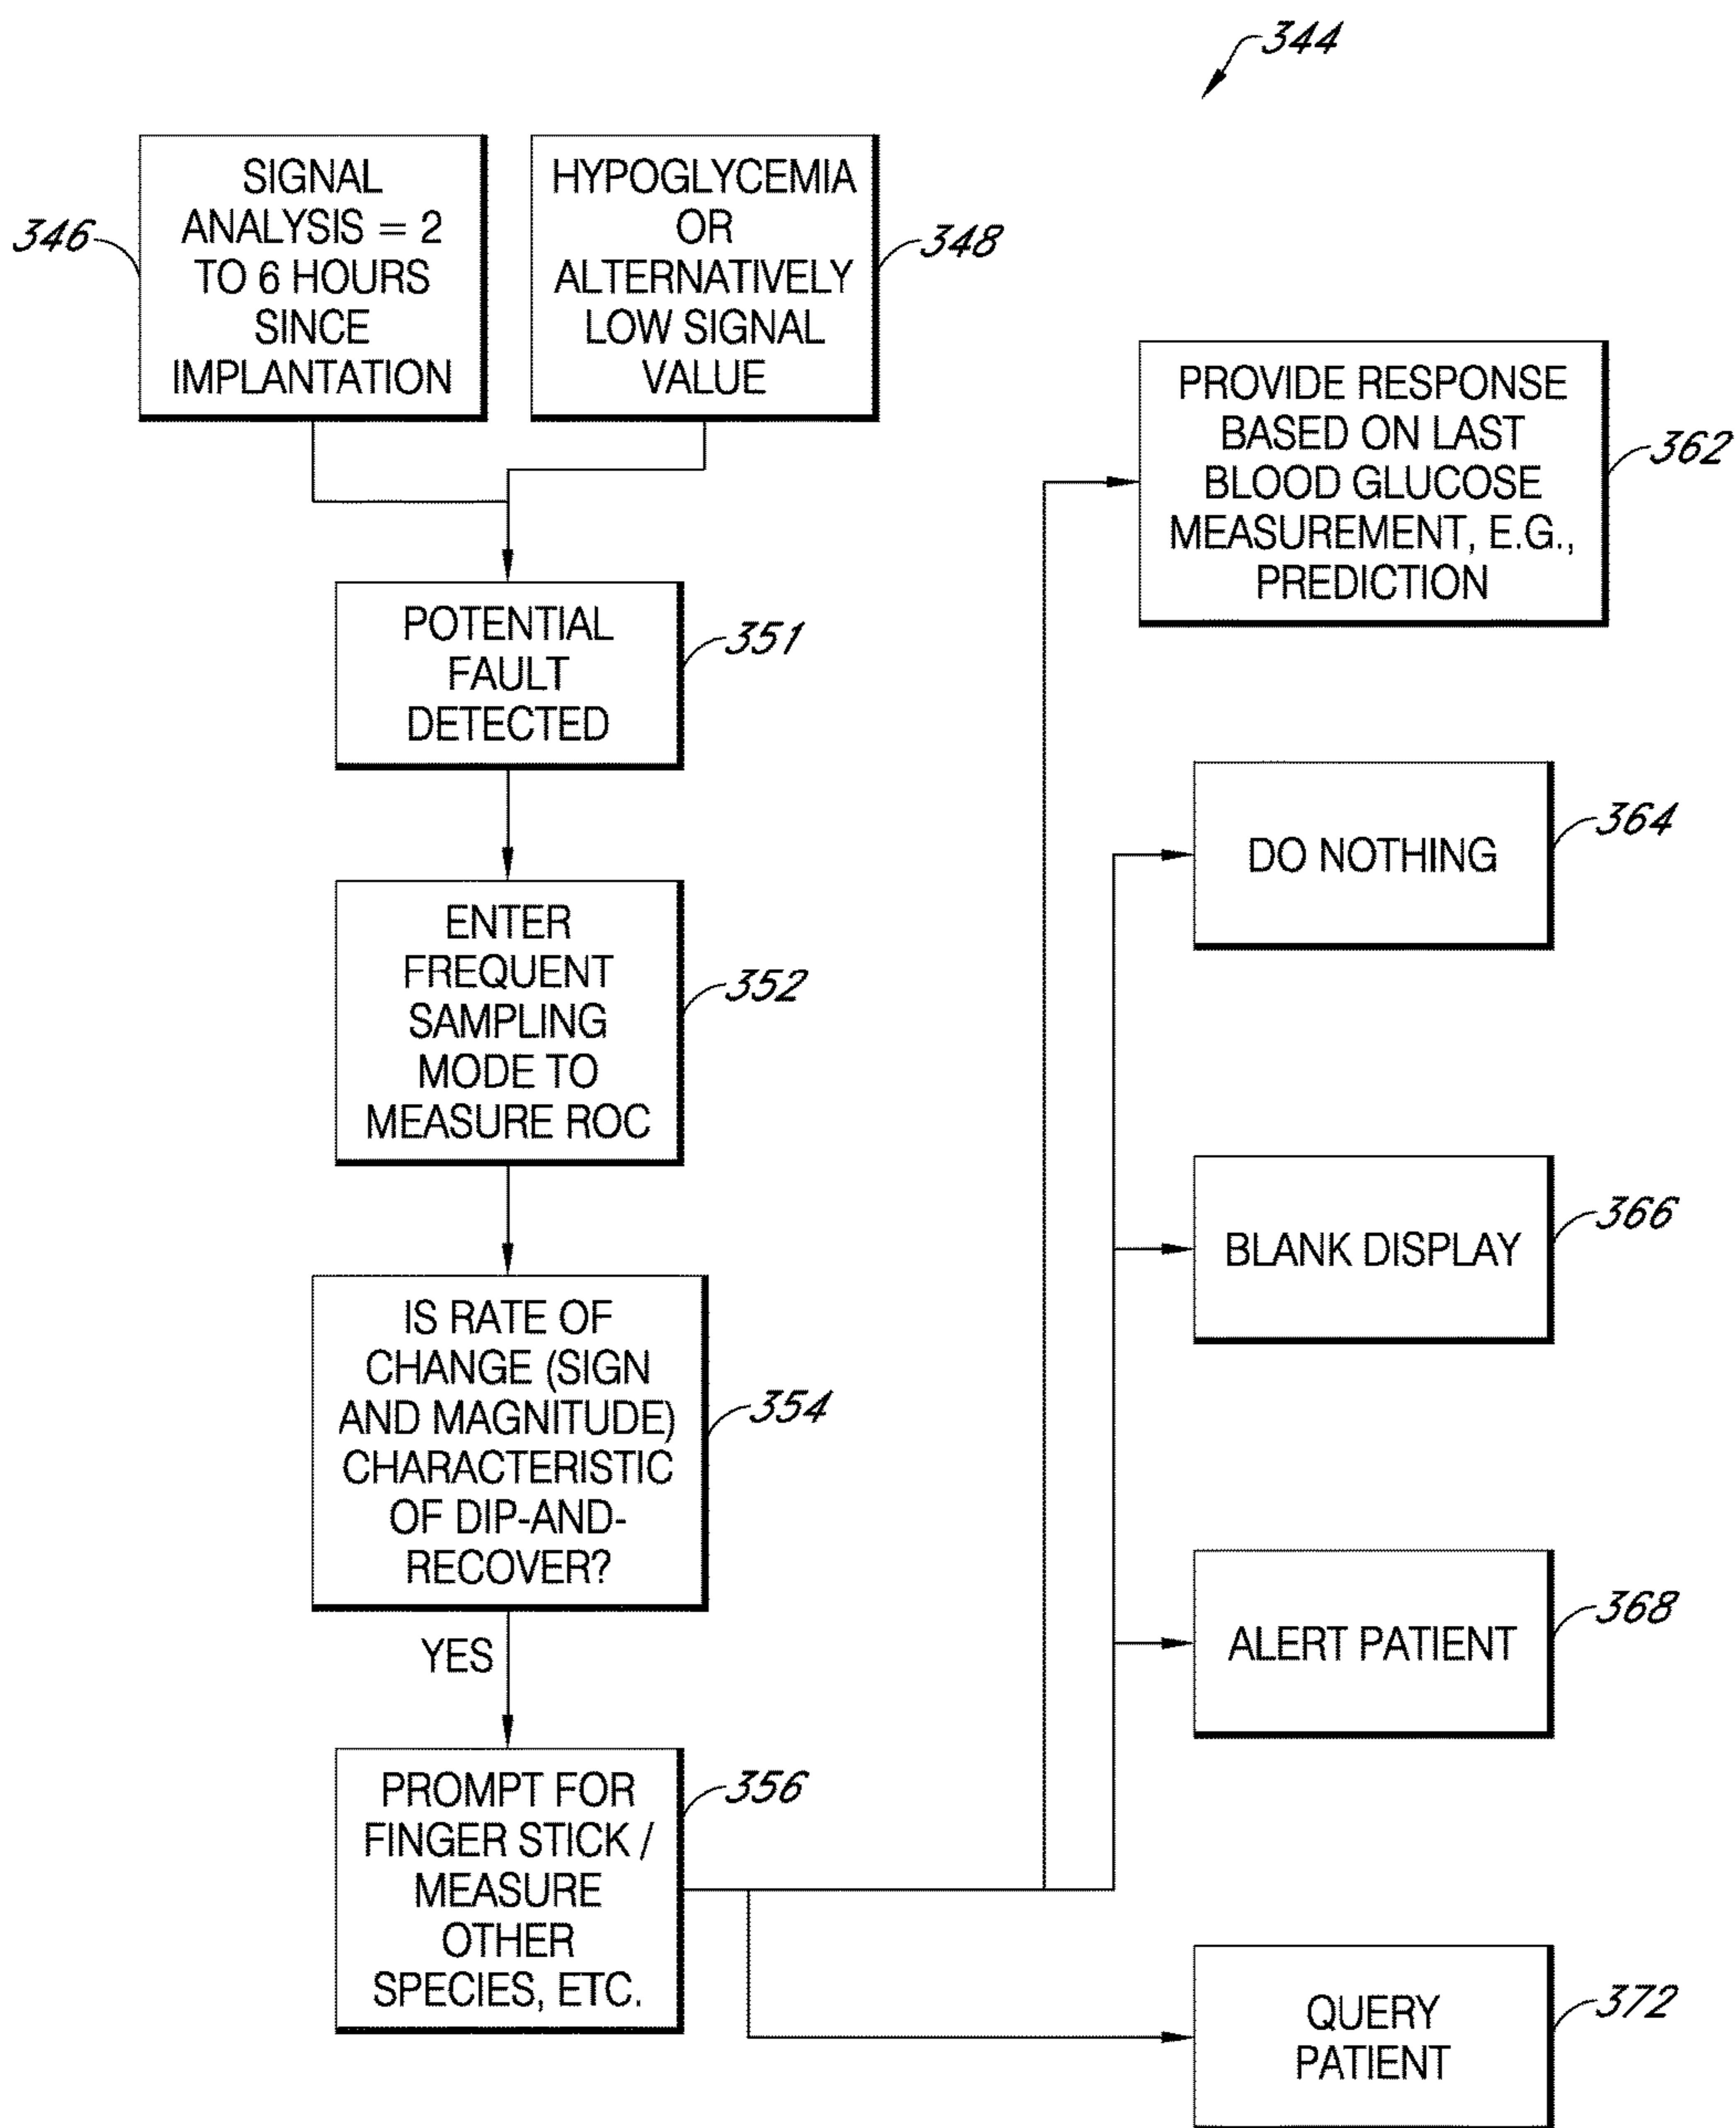 344
SIGNAL
ANALYSIS = 2
TO 6 HOURS
SINCE
IMPLANTATION
346
HYPOGLYCEMIA
OR
ALTERNATIVELY
LOW SIGNAL
VALUE
348
POTENTIAL
FAULT
DETECTED
351
ENTER
FREQUENT
SAMPLING
MODE TO
MEASURE ROC
352
IS RATE OF
CHANGE (SIGN
AND MAGNITUDE)
CHARACTERISTIC
OF DIP-AND-
RECOVER?
354
YES
PROMPT FOR
FINGER STICK /
MEASURE
OTHER
SPECIES, ETC.
356
PROVIDE RESPONSE
BASED ON LAST
BLOOD GLUCOSE
MEASUREMENT, E.G.,
PREDICTION
362
DO NOTHING
364
BLANK DISPLAY
366
ALERT PATIENT
368
QUERY
PATIENT
372